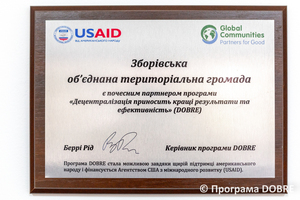 USAID
ВІД АМЕРИКАНСЬКОГО НАРОДУ
Global
Communities
Partners for Good
Зборівська
об'єднана територіальна громада
є почесним партнером програми
«Децентралізація приносить кращі результати та
ефективність» (DOBRE)
Беррі Рід
Керівник програми DOBRE
Програма DOBRE стала можливою завдяки щирій підтримці американського
народу і фінансується Агентством США з міжнародного розвитку (USAID).
© Програма DOBRE